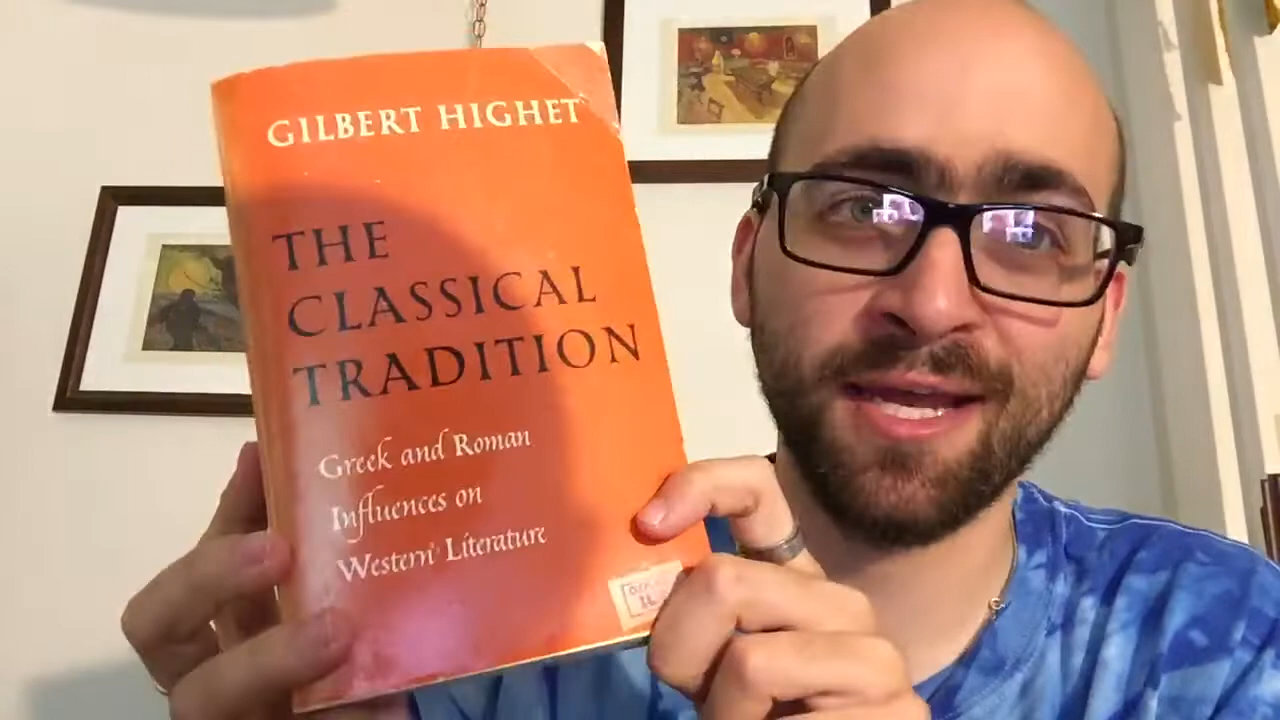 GILBERT HIGHET
THE
CLASSICAL
TRADITION
Greek and Roman
Influences on
Western Literature